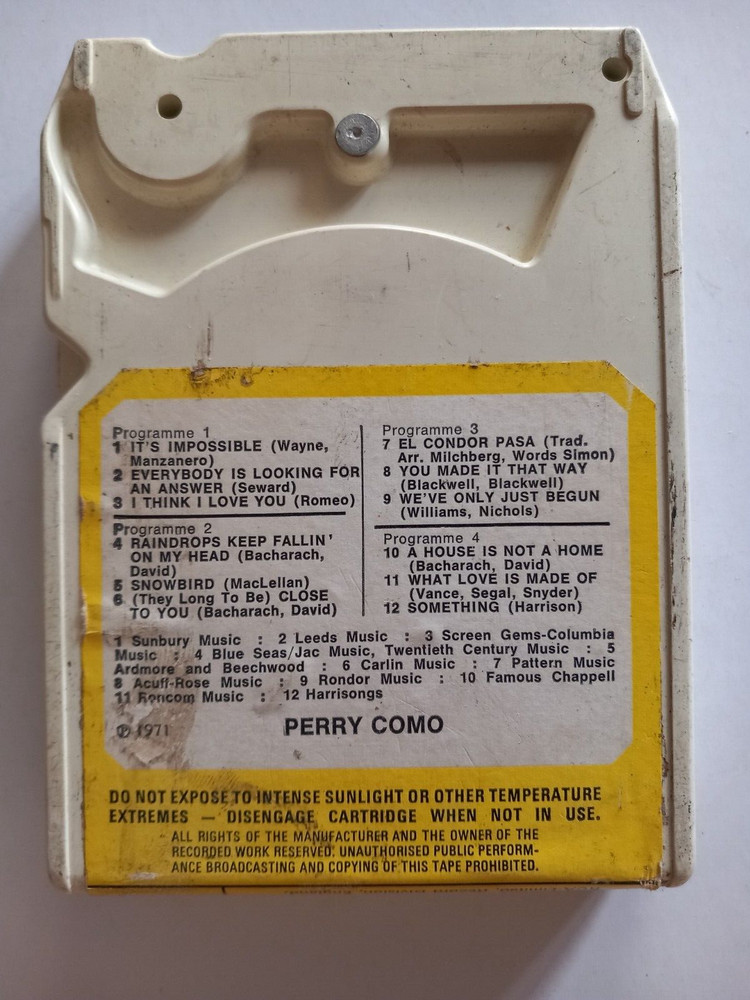 Programme 1
1 IT'S IMPOSSIBLE (Wayne,
Manzanero)
2 EVERYBODY IS LOOKING FOR
AN ANSWER (Seward)
3 I THINK I LOVE YOU (Romeo)
Programme 2
4 RAINDROPS KEEP FALLIN'
ON MY HEAD (Bacharach,
David)
5 SNOWBIRD (MacLellan)
6 (They Long To Be) CLOSE
TO YOU (Bacharach, David)
Programme 3
7 EL CONDOR PASA (Trad.
Arr. Milchberg, Words Simon)
8 YOU MADE IT THAT WAY
(Blackwell, Blackwell)
9 WE'VE ONLY JUST BEGUN
(Williams, Nichols)
Programme 4
10 A HOUSE IS NOT A HOME
(Bacharach, David)
11 WHAT LOVE IS MADE OF
(Vance, Segal, Snyder)
12 SOMETHING (Harrison)
1 Sunbury Music : 2 Leeds Music : 3 Screen Gems-Columbia
Music : 4 Blue Seas/Jac Music, Twentieth Century Music : 5
Ardmore and Beechwood : 6 Carlin Music : 7 Pattern Music
8 Acuff-Rose Music : 9 Rondor Music : 10 Famous Chappell
11 Roncom Music : 12 Harrisongs
℗ 1971
PERRY COMO
DO NOT EXPOSE TO INTENSE SUNLIGHT OR OTHER TEMPERATURE
EXTREMES — DISENGAGE CARTRIDGE WHEN NOT IN USE.
ALL RIGHTS OF THE MANUFACTURER AND THE OWNER OF THE
RECORDED WORK RESERVED. UNAUTHORISED PUBLIC PERFORM-
ANCE BROADCASTING AND COPYING OF THIS TAPE PROHIBITED.